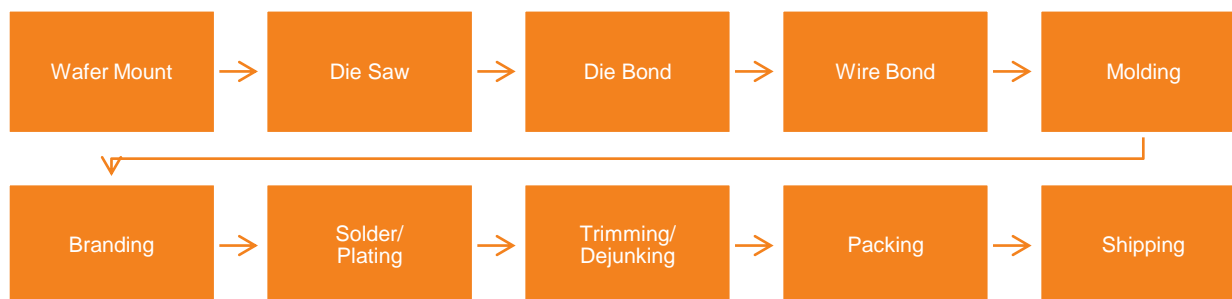 Wafer Mount
Die Saw
Die Bond
Wire Bond
Molding
Branding
Solder/
Plating
Trimming/
Dejunking
Packing
Shipping